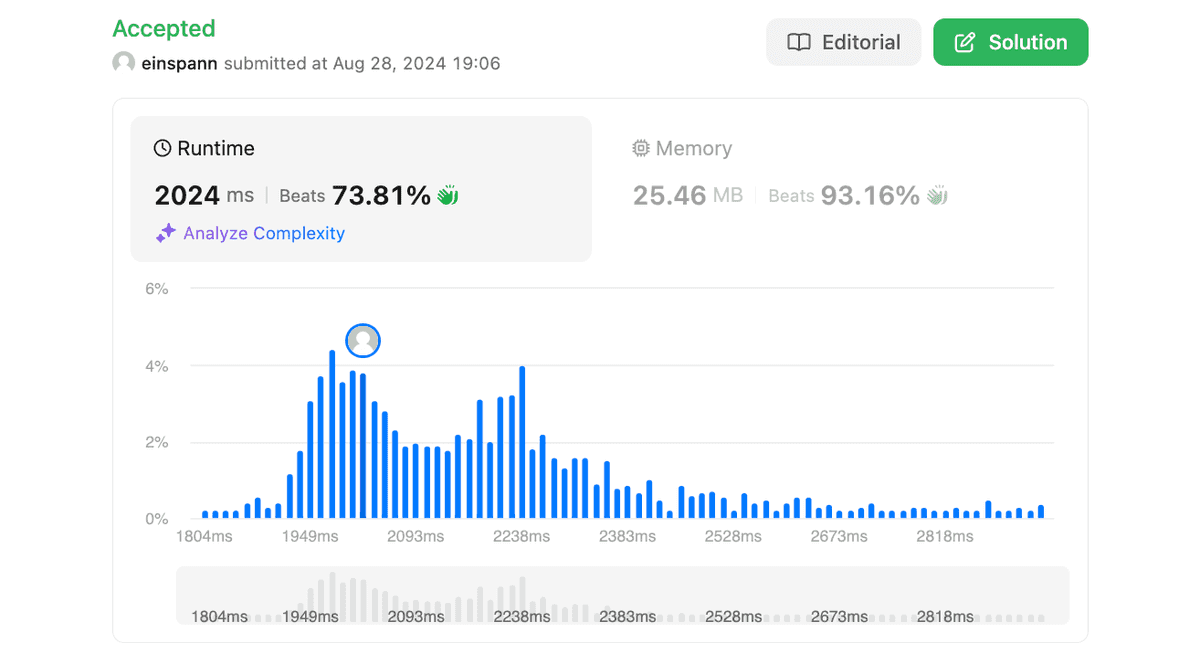 Accepted
einspann submitted at Aug 28, 2024 19:06
Editorial
Solution
Runtime
2024 ms Beats 73.81%
Analyze Complexity
Memory
25.46 MB Beats 93.16%
6%
4%
2%
0%
1804ms 1949ms 2093ms 2238ms 2383ms 2528ms 2673ms 2818ms
1804ms 1949ms 2093ms 2238ms 2383ms 2528ms 2673ms 2818ms